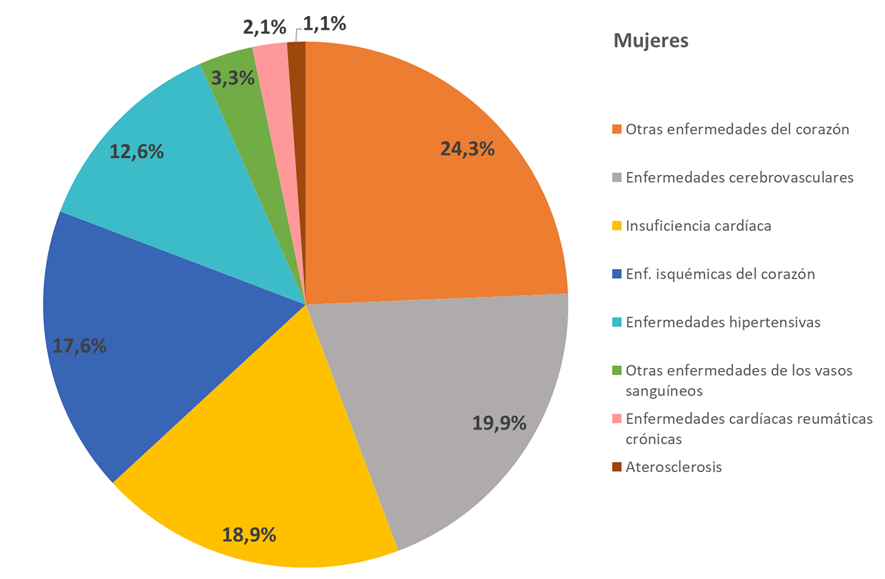 2,1%
1,1%
3,3%
12,6%
24,3%
17,6%
19,9%
18,9%
Mujeres
Otras enfermedades del corazón
Enfermedades cerebrovasculares
Insuficiencia cardíaca
Enf. isquémicas del corazón
Enfermedades hipertensivas
Otras enfermedades de los vasos
sanguíneos
Enfermedades cardíacas reumáticas
crónicas
Aterosclerosis